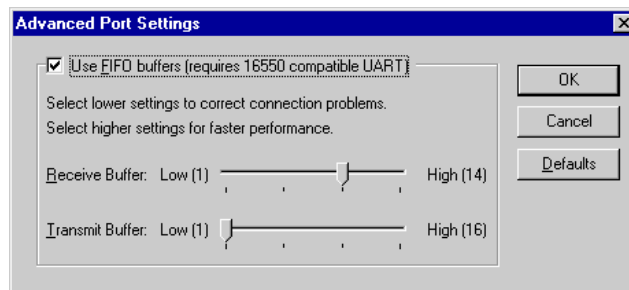 Advanced Port Settings
Use FIFO buffers (requires 16550 compatible UART)
OK
Select lower settings to correct connection problems.
Select higher settings for faster performance.
Cancel
Defaults
Receive Buffer: Low (1) High (14)
Transmit Buffer: Low (1) High (16)